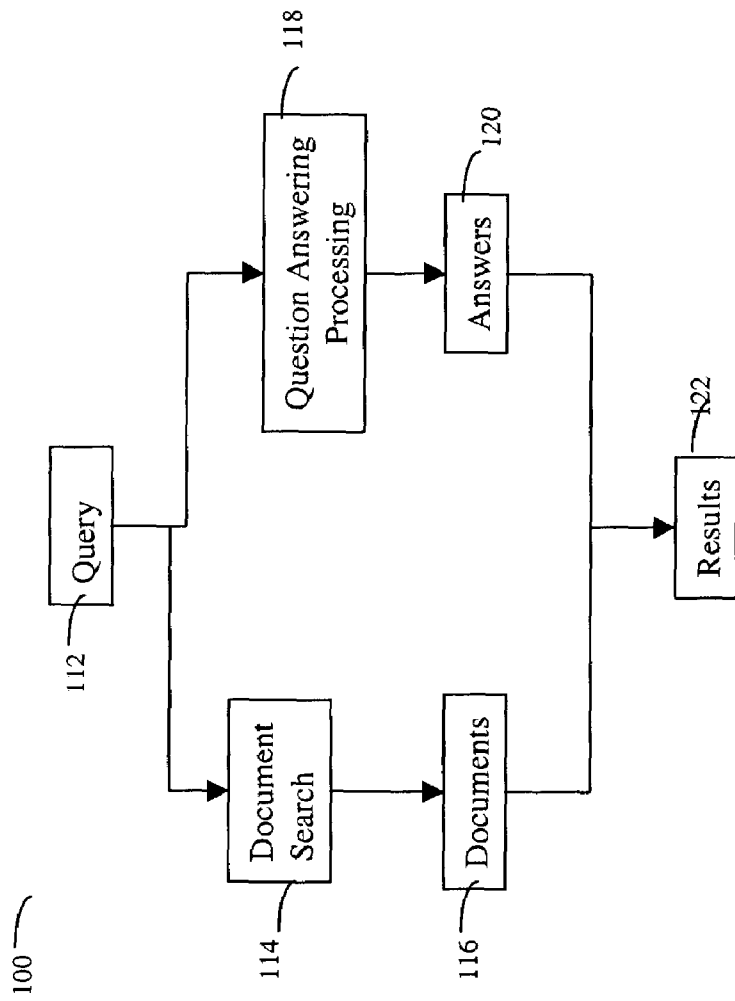 100
112
Query
Document
Search
114
Question Answering
Processing
118
Documents
116
Answers
120
Results
122